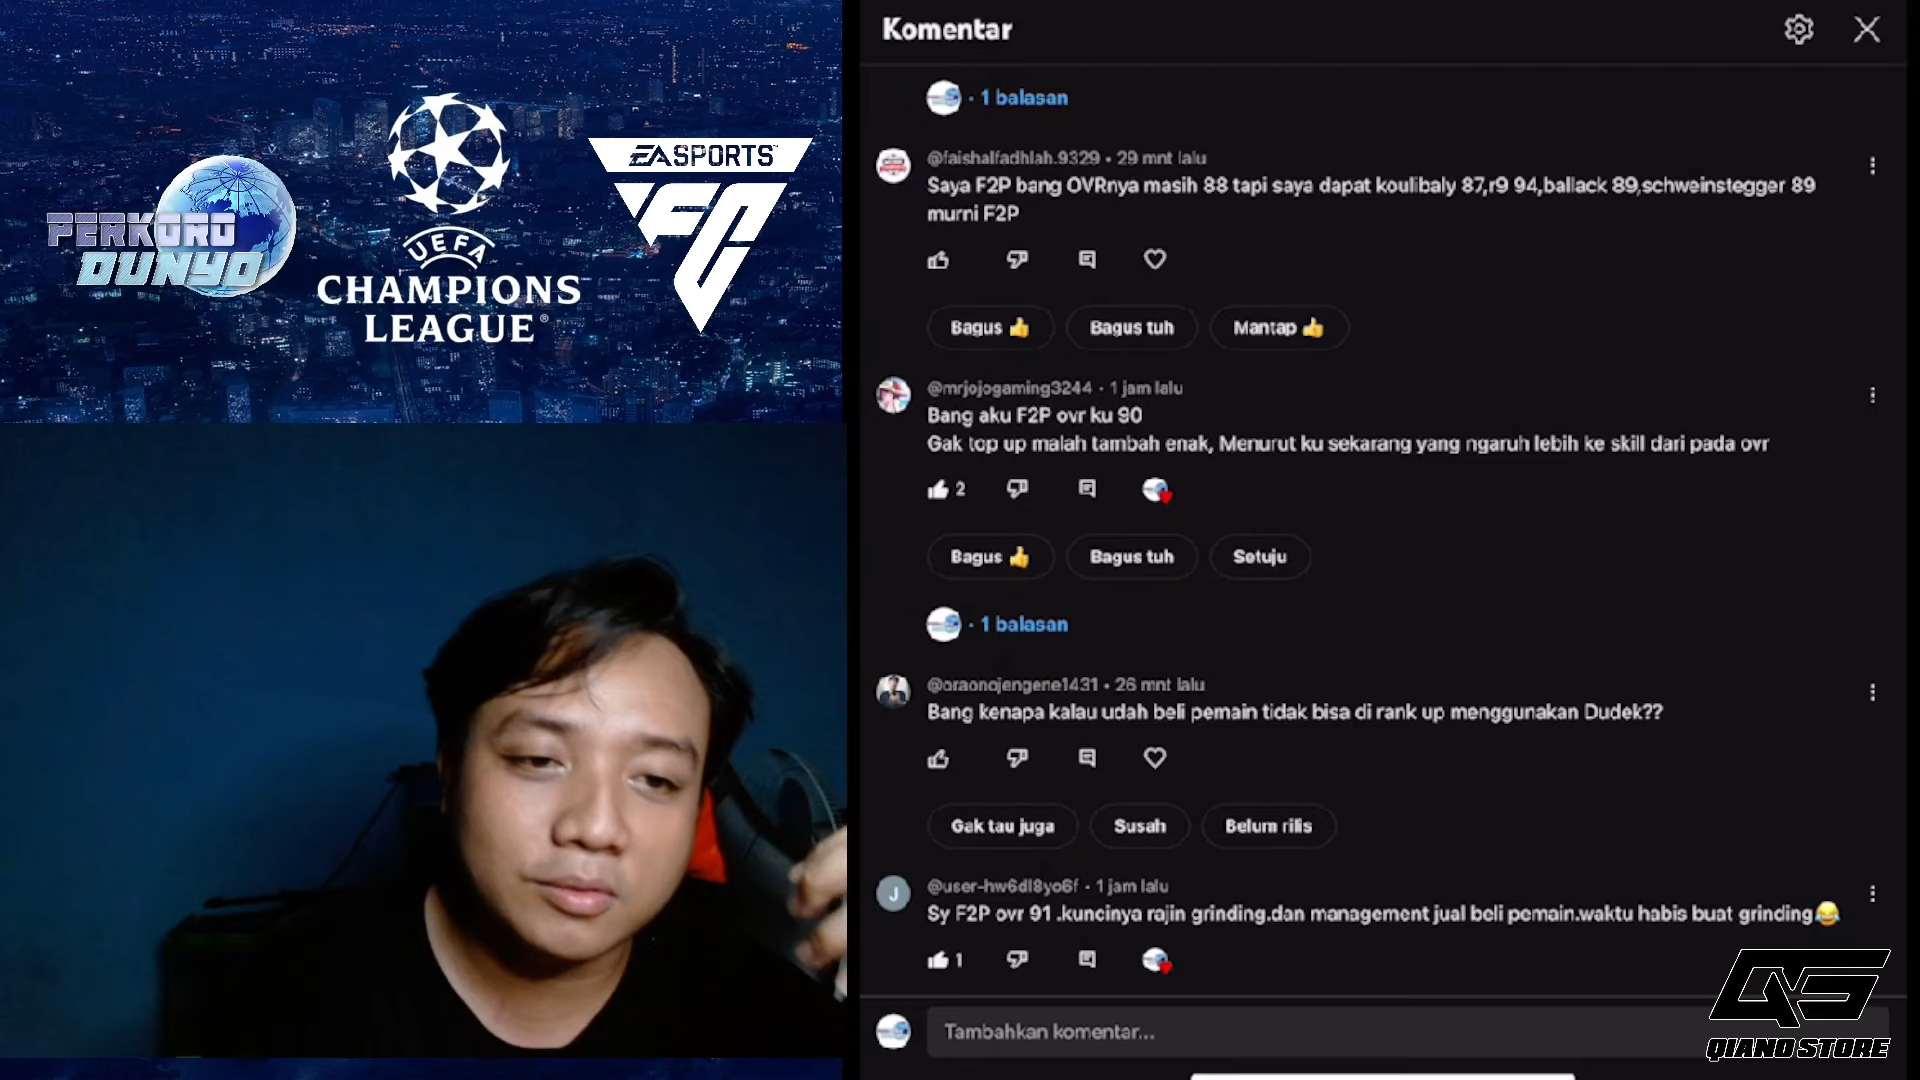 PERKORO
DUNYO
UEFA
CHAMPIONS
LEAGUE®
EA SPORTS
FC
Komentar
· 1 balasan
@faishalfadhlah.9329 • 29 mnt lalu
Saya F2P bang OVRnya masih 88 tapi saya dapat koulibaly 87,r9 94,ballack 89,schweinstegger 89
murni F2P
Bagus 👍 Bagus tuh Mantap 👍
@mrjojogaming3244 · 1 jam lalu
Bang aku F2P ovr ku 90
Gak top up malah tambah enak, Menurut ku sekarang yang ngaruh lebih ke skill dari pada ovr
2
Bagus 👍 Bagus tuh Setuju
· 1 balasan
@oraonojengene1431 • 26 mnt lalu
Bang kenapa kalau udah beli pemain tidak bisa di rank up menggunakan Dudek??
Gak tau juga Susah Belum rilis
J
@user-hw6dl8yo6f • 1 jam lalu
Sy F2P ovr 91 .kuncinya rajin grinding.dan management jual beli pemain.waktu habis buat grinding😂
1
Tambahkan komentar...
QS
QIANO STORE